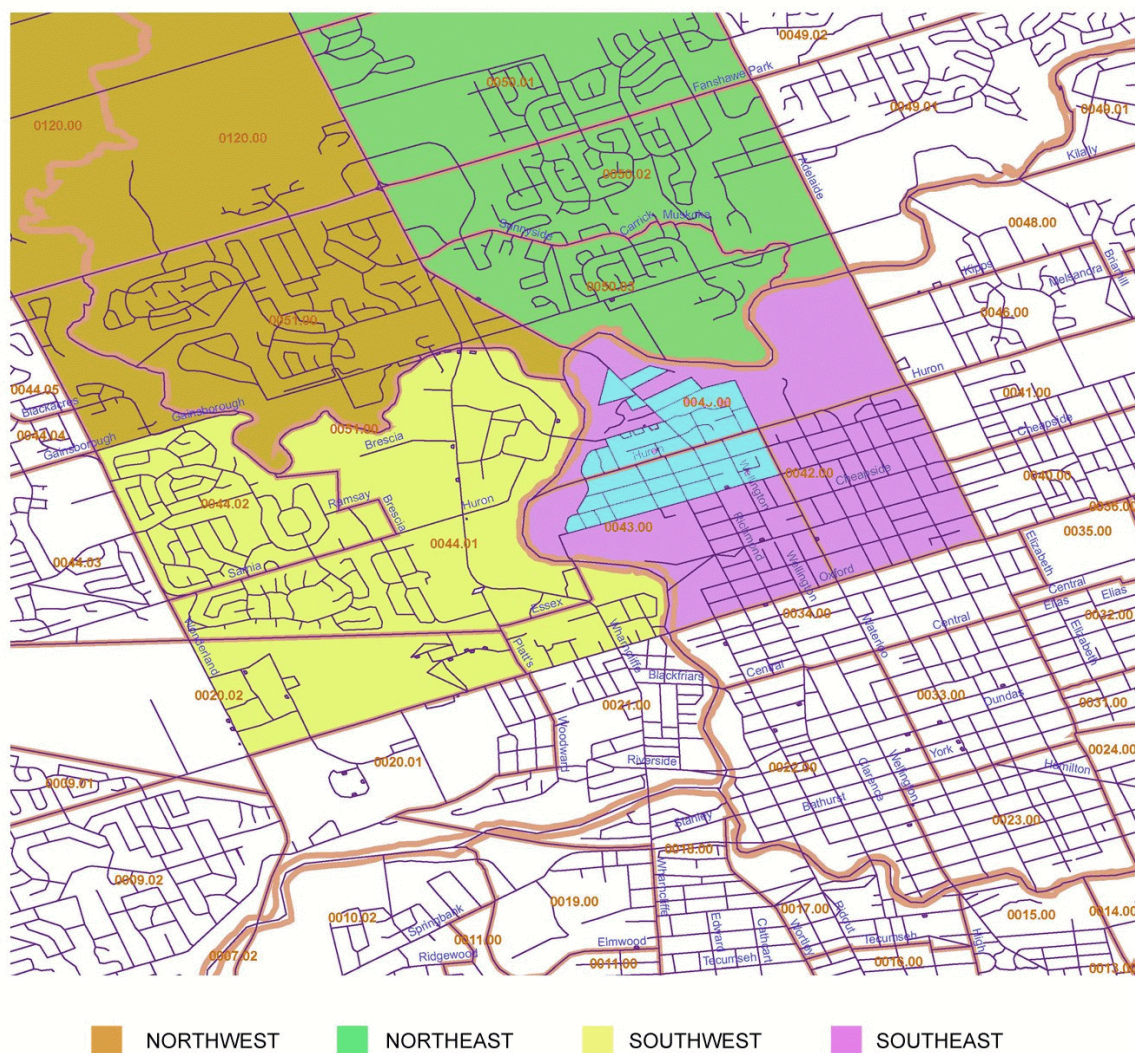 0049.02
0050.01
Fanshawe Park
0049.01
0049.01
0120.00
0120.00
Kilally
0050.02
Adelaide
Sunnyside
Carrick
Muskoka
0048.00
Kipps
Melsandra
Briarhill
0050.03
0051.00
0046.00
Huron
0044.05
Blackacres
Gainsborough
0041.00
0044.04
Gainsborough
0051.00
Brescia
Cheapside
Huron
0042.00
Wellington
Cheapside
0040.00
0044.02
Ramsay
Brescia
Huron
0036.00
0043.00
Richmond
0035.00
0044.01
Elizabeth
0044.03
Sarnia
Wellington
Oxford
Central
Elias
Essex
0034.00
Elias
0032.00
Wonderland
Platt's
Wharncliffe
Waterloo
Central
Elizabeth
Central
Blackfriars
0020.02
0021.00
0033.00
Dundas
0031.00
Woodward
0020.01
Riverside
0022.00
Clarence
Wellington
York
0024.00
Hamilton
0009.01
Bathurst
Stanley
0023.00
0018.00
0009.02
Wharncliffe
0019.00
0010.02
Springbank
0017.00
Ridout
0015.00
0014.00
Edward
Cathcart
Wortley
0011.00
Elmwood
Tecumseh
High
0007.02
Ridgewood
0011.00
Tecumseh
0016.00
NORTHWEST
NORTHEAST
SOUTHWEST
SOUTHEAST